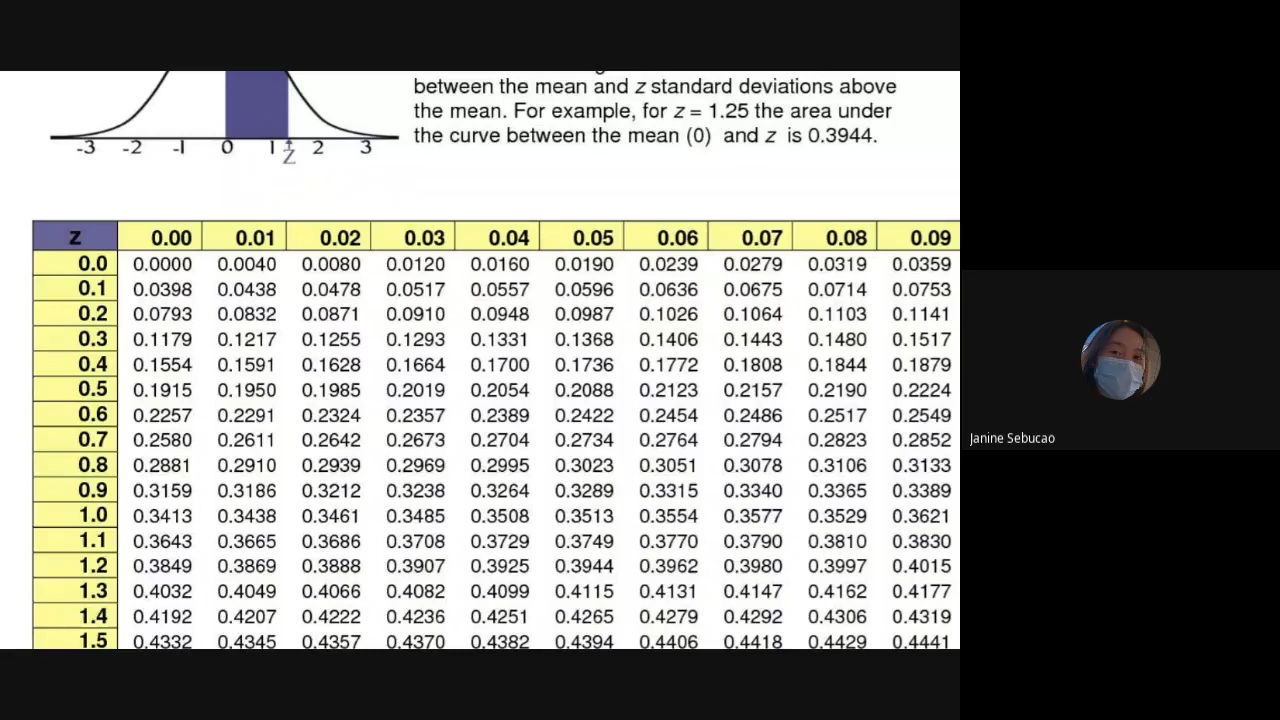 between the mean and z standard deviations above
the mean. For example, for z = 1.25 the area under
the curve between the mean (0) and z is 0.3944.
-3 -2 -1 0 1 2 3
Z
z 0.00 0.01 0.02 0.03 0.04 0.05 0.06 0.07 0.08 0.09
0.0 0.0000 0.0040 0.0080 0.0120 0.0160 0.0190 0.0239 0.0279 0.0319 0.0359
0.1 0.0398 0.0438 0.0478 0.0517 0.0557 0.0596 0.0636 0.0675 0.0714 0.0753
0.2 0.0793 0.0832 0.0871 0.0910 0.0948 0.0987 0.1026 0.1064 0.1103 0.1141
0.3 0.1179 0.1217 0.1255 0.1293 0.1331 0.1368 0.1406 0.1443 0.1480 0.1517
0.4 0.1554 0.1591 0.1628 0.1664 0.1700 0.1736 0.1772 0.1808 0.1844 0.1879
0.5 0.1915 0.1950 0.1985 0.2019 0.2054 0.2088 0.2123 0.2157 0.2190 0.2224
0.6 0.2257 0.2291 0.2324 0.2357 0.2389 0.2422 0.2454 0.2486 0.2517 0.2549
0.7 0.2580 0.2611 0.2642 0.2673 0.2704 0.2734 0.2764 0.2794 0.2823 0.2852
0.8 0.2881 0.2910 0.2939 0.2969 0.2995 0.3023 0.3051 0.3078 0.3106 0.3133
0.9 0.3159 0.3186 0.3212 0.3238 0.3264 0.3289 0.3315 0.3340 0.3365 0.3389
1.0 0.3413 0.3438 0.3461 0.3485 0.3508 0.3513 0.3554 0.3577 0.3529 0.3621
1.1 0.3643 0.3665 0.3686 0.3708 0.3729 0.3749 0.3770 0.3790 0.3810 0.3830
1.2 0.3849 0.3869 0.3888 0.3907 0.3925 0.3944 0.3962 0.3980 0.3997 0.4015
1.3 0.4032 0.4049 0.4066 0.4082 0.4099 0.4115 0.4131 0.4147 0.4162 0.4177
1.4 0.4192 0.4207 0.4222 0.4236 0.4251 0.4265 0.4279 0.4292 0.4306 0.4319
1.5 0.4332 0.4345 0.4357 0.4370 0.4382 0.4394 0.4406 0.4418 0.4429 0.4441
Janine Sebucao